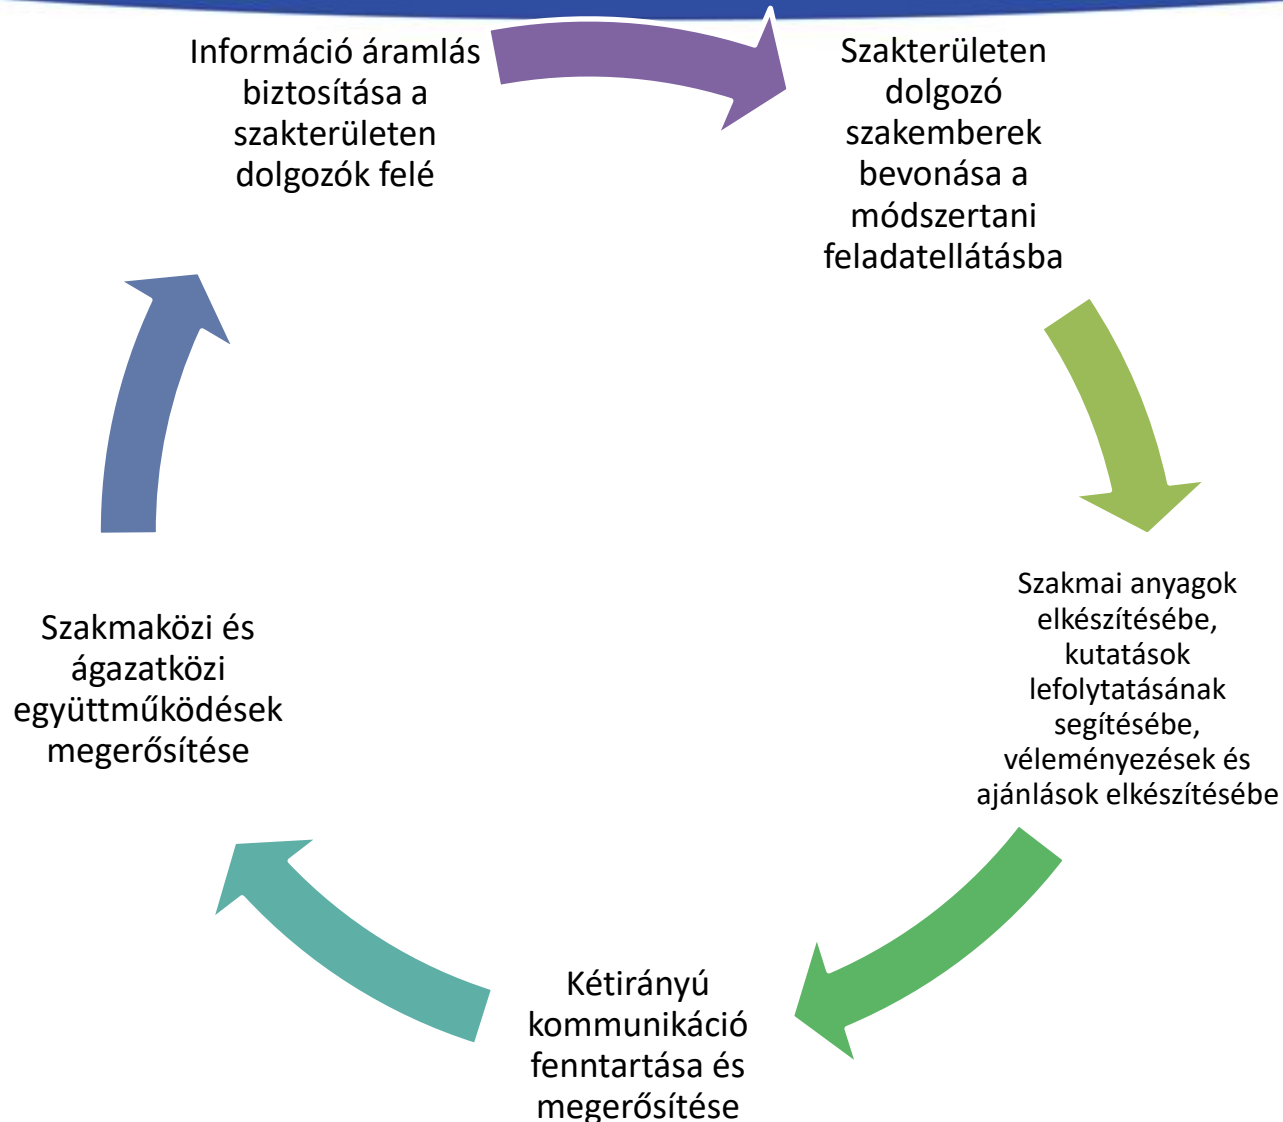 Információ áramlás
biztosítása a
szakterületen
dolgozók felé
Szakterületen
dolgozó
szakemberek
bevonása a
módszertani
feladatellátásba
Szakmai anyagok
elkészítésébe,
kutatások
lefolytatásának
segítésébe,
véleményezések és
ajánlások elkészítésébe
Kétirányú
kommunikáció
fenntartása és
megerősítése
Szakmaközi és
ágazatközi
együttműködések
megerősítése